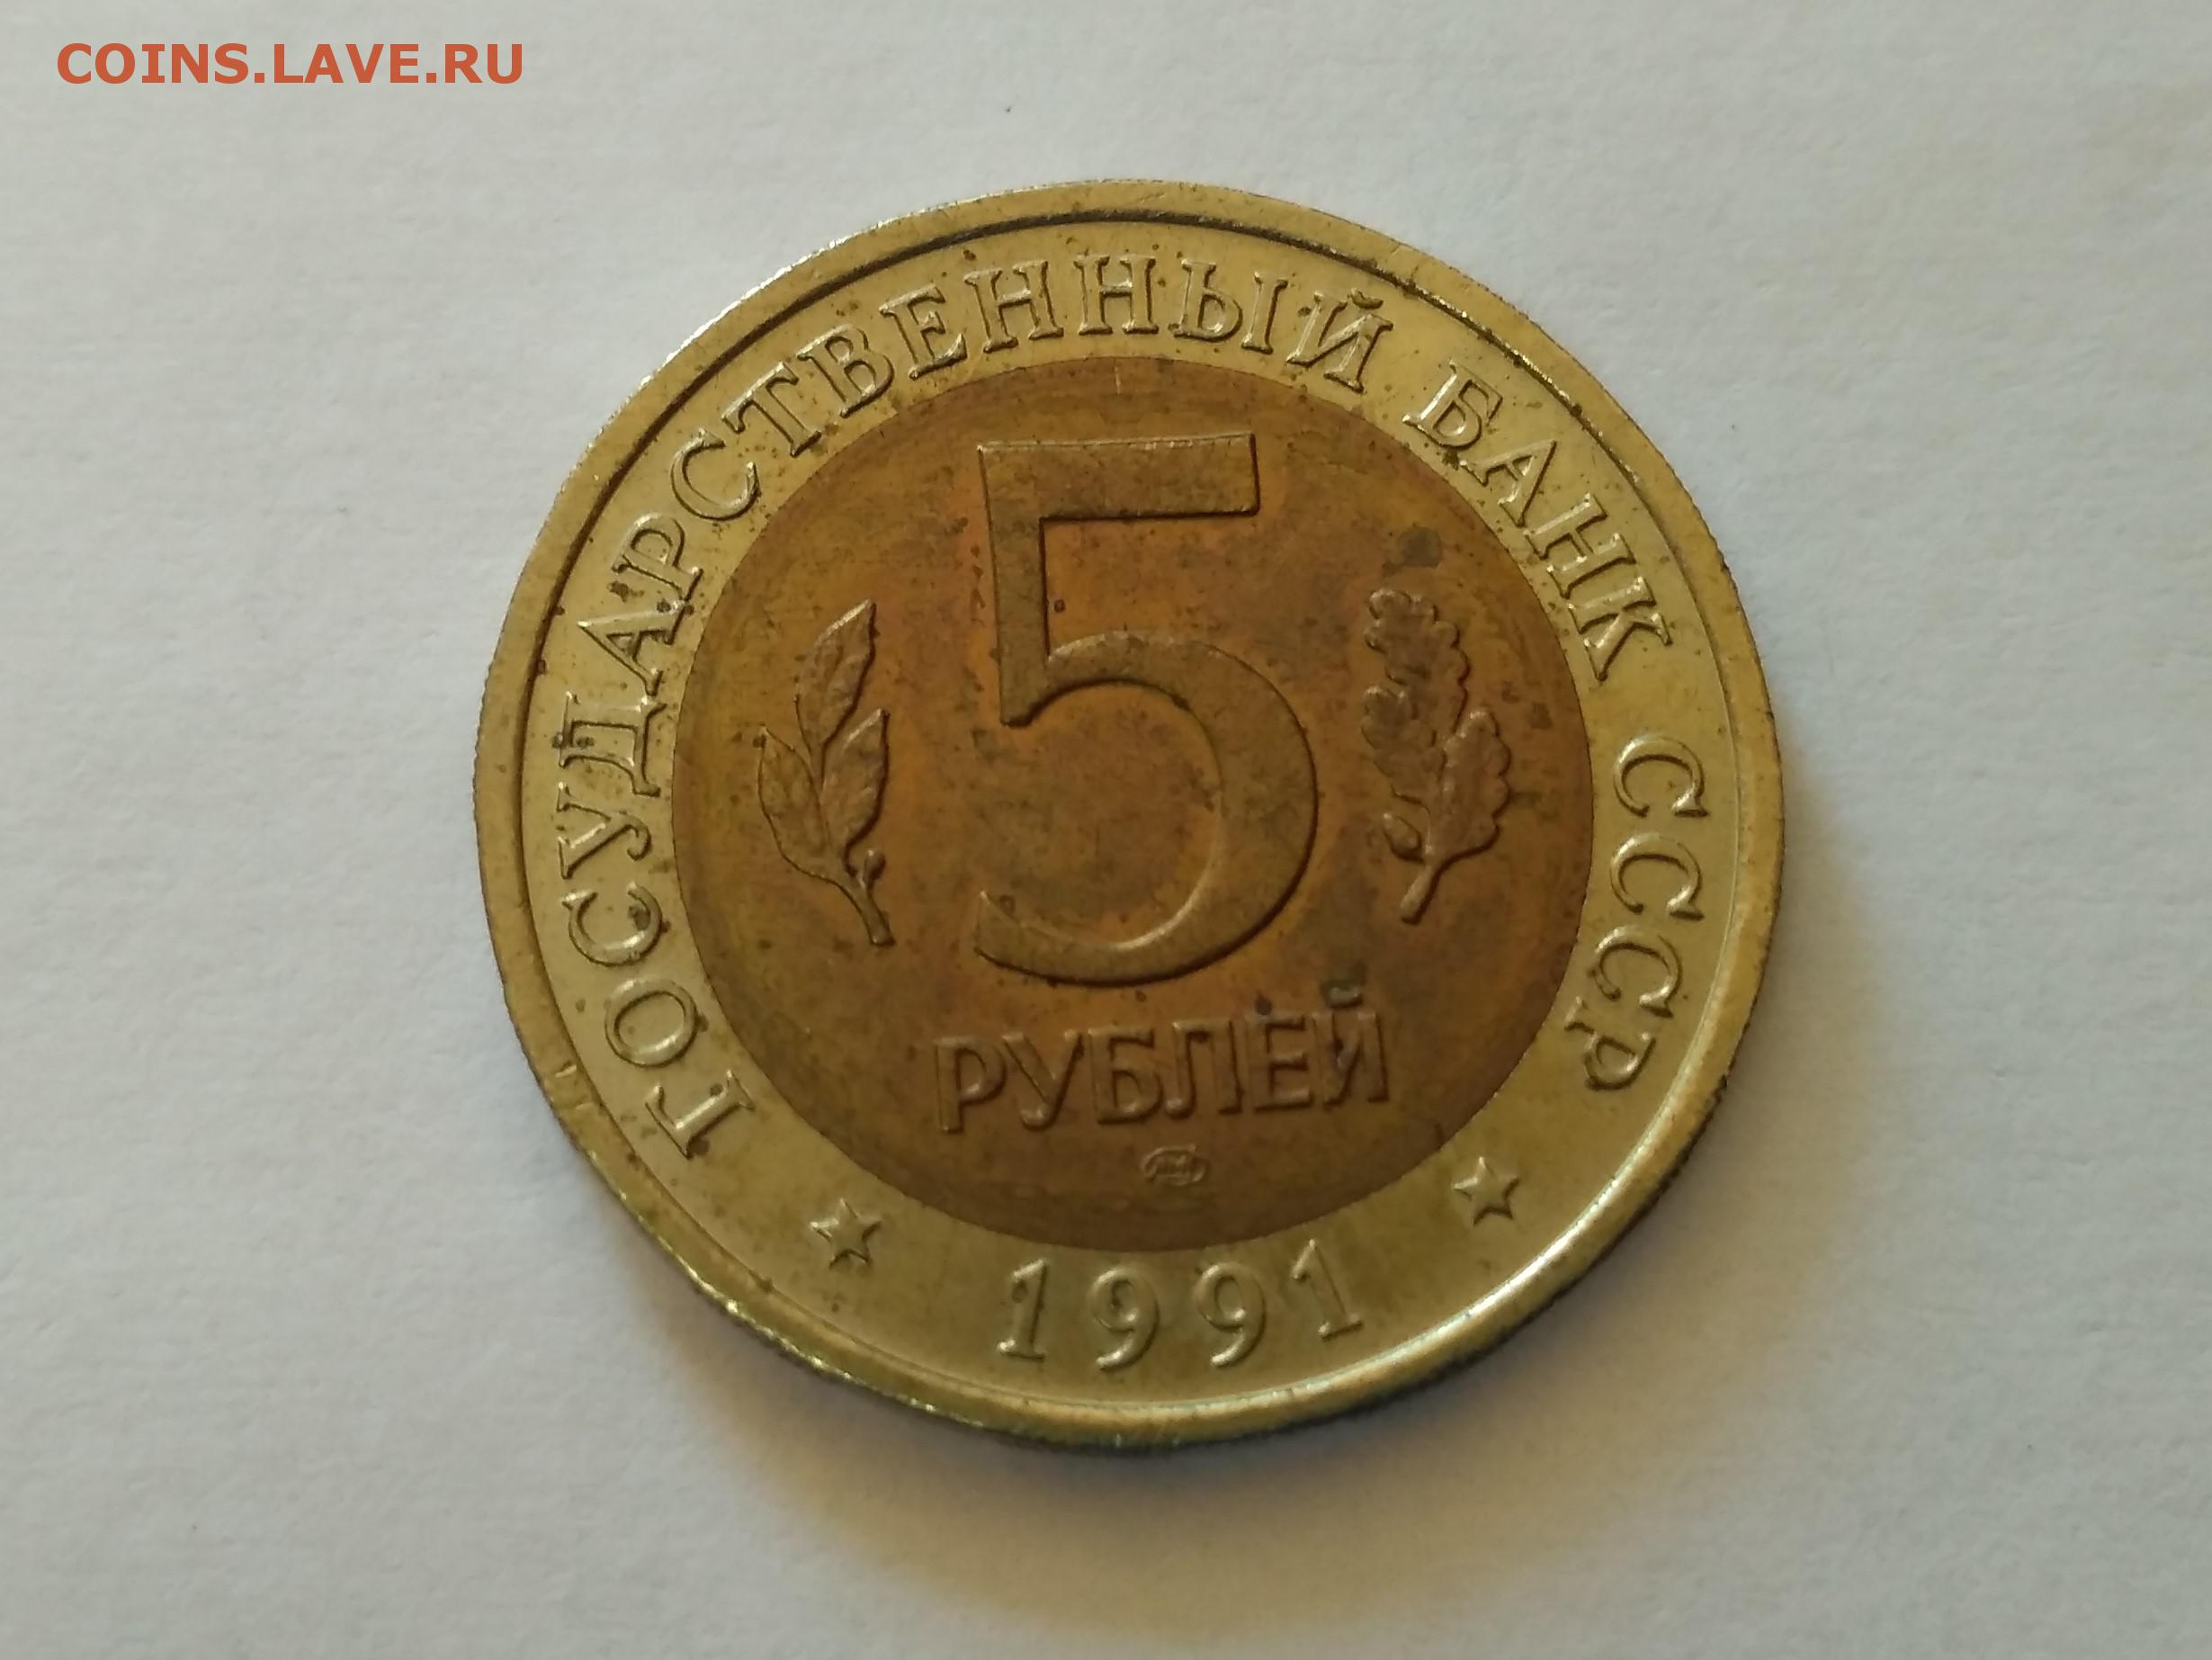 COINS.LAVE.RU
ГОСУДАРСТВЕННЫЙ БАНК СССР
5
РУБЛЕЙ
1991